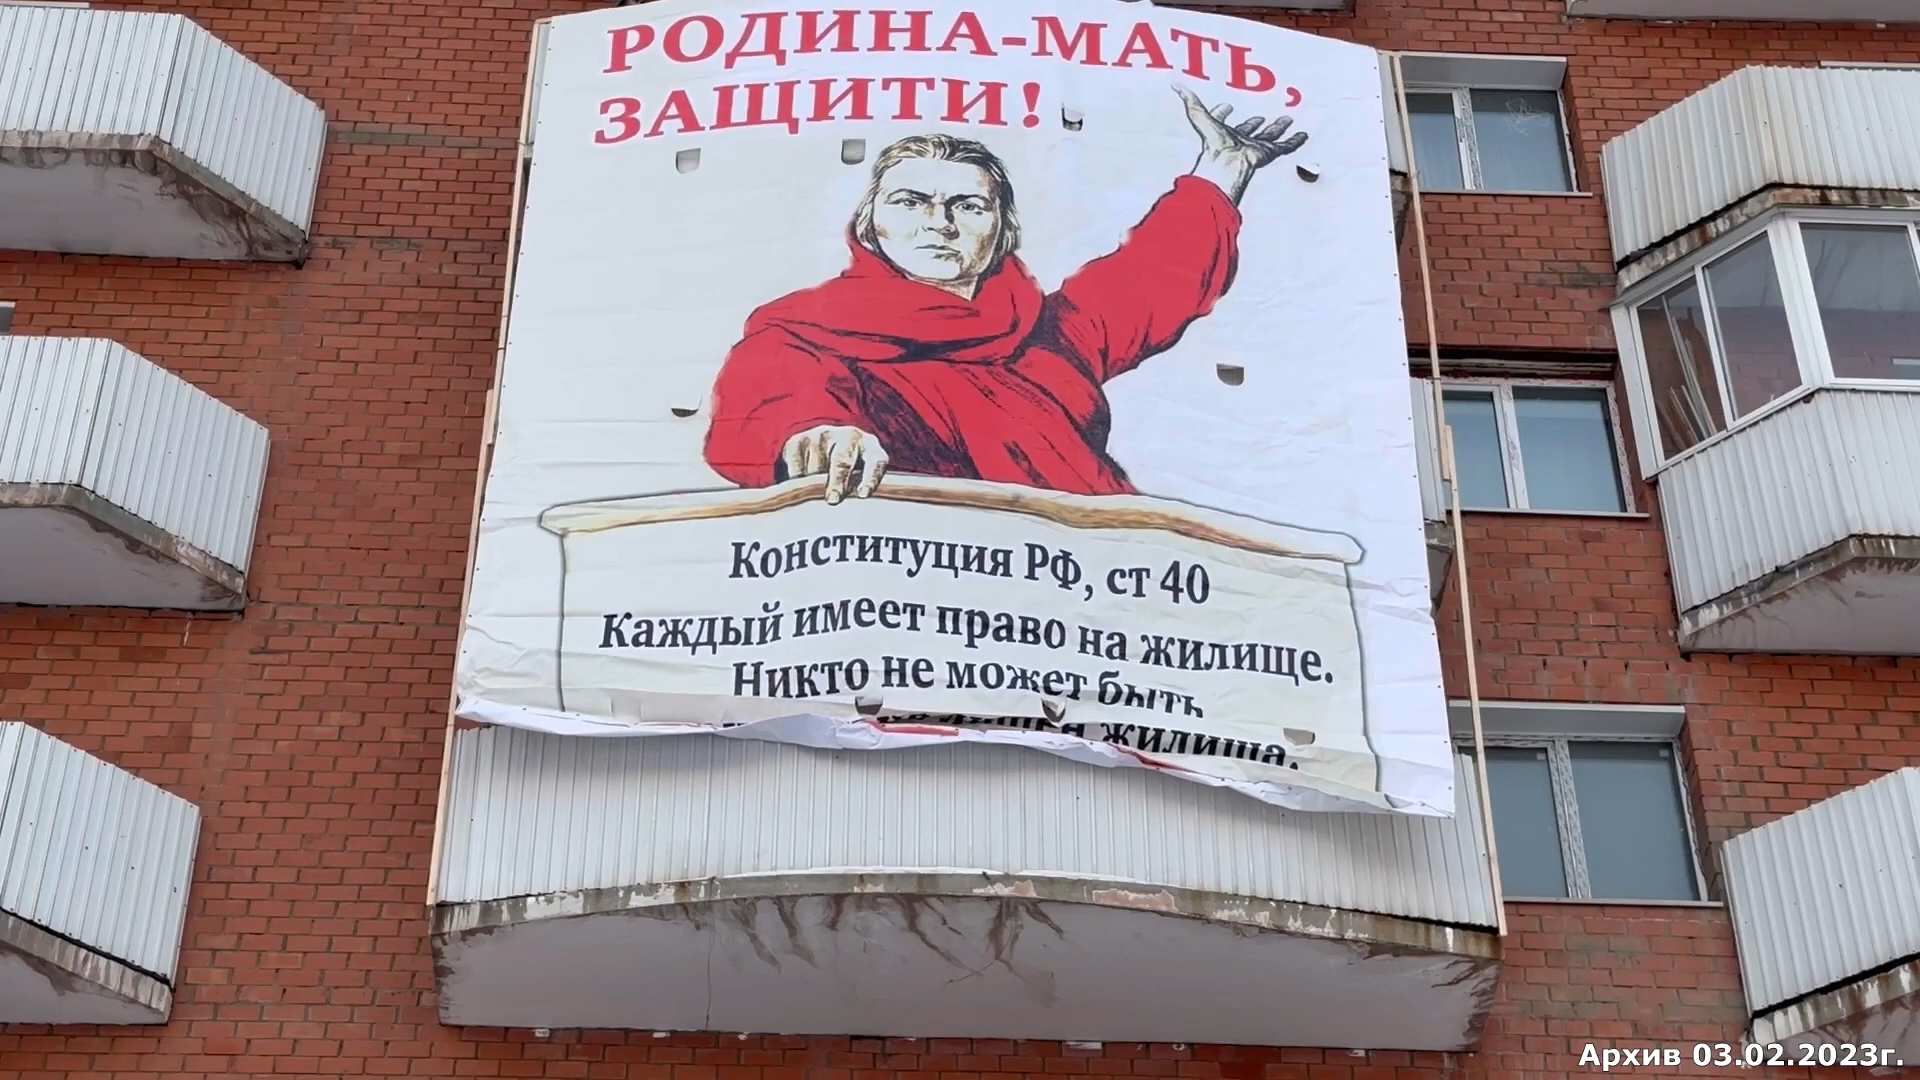 РОДИНА-МАТЬ,
ЗАЩИТИ!
Конституция РФ, ст 40
Каждый имеет право на жилище.
Никто не может быть
жилища.
Архив 03.02.2023г.